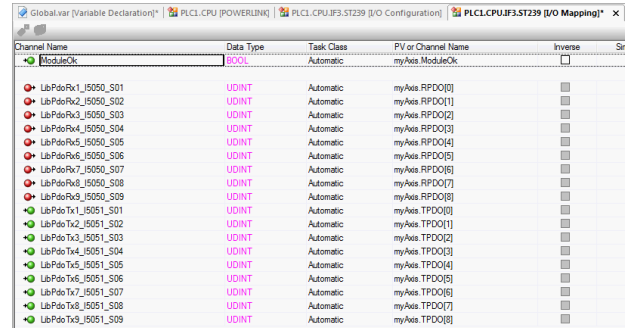 Global.var [Variable Declaration]* PLC1.CPU [POWERLINK] PLC1.CPU.IF3.ST239 [I/O Configuration] PLC1.CPU.IF3.ST239 [I/O Mapping]* x
Channel Name Data Type Task Class PV or Channel Name Inverse Sir
ModuleOk BOOL Automatic myAxis.ModuleOk
LibPdoRx1_I5050_S01 UDINT Automatic myAxis.RPDO[0]
LibPdoRx2_I5050_S02 UDINT Automatic myAxis.RPDO[1]
LibPdoRx3_I5050_S03 UDINT Automatic myAxis.RPDO[2]
LibPdoRx4_I5050_S04 UDINT Automatic myAxis.RPDO[3]
LibPdoRx5_I5050_S05 UDINT Automatic myAxis.RPDO[4]
LibPdoRx6_I5050_S06 UDINT Automatic myAxis.RPDO[5]
LibPdoRx7_I5050_S07 UDINT Automatic myAxis.RPDO[6]
LibPdoRx8_I5050_S08 UDINT Automatic myAxis.RPDO[7]
LibPdoRx9_I5050_S09 UDINT Automatic myAxis.RPDO[8]
LibPdoTx1_I5051_S01 UDINT Automatic myAxis.TPDO[0]
LibPdoTx2_I5051_S02 UDINT Automatic myAxis.TPDO[1]
LibPdoTx3_I5051_S03 UDINT Automatic myAxis.TPDO[2]
LibPdoTx4_I5051_S04 UDINT Automatic myAxis.TPDO[3]
LibPdoTx5_I5051_S05 UDINT Automatic myAxis.TPDO[4]
LibPdoTx6_I5051_S06 UDINT Automatic myAxis.TPDO[5]
LibPdoTx7_I5051_S07 UDINT Automatic myAxis.TPDO[6]
LibPdoTx8_I5051_S08 UDINT Automatic myAxis.TPDO[7]
LibPdoTx9_I5051_S09 UDINT Automatic myAxis.TPDO[8]